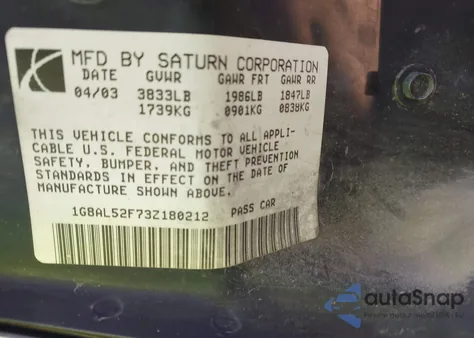 MFD BY SATURN CORPORATION
DATE GVWR GAWR FRT GAWR RR
04/03 3833LB 1986LB 1847LB
1739KG 0901KG 0838KG
THIS VEHICLE CONFORMS TO ALL APPLI-
CABLE U.S. FEDERAL MOTOR VEHICLE
SAFETY, BUMPER, AND THEFT PREVENTION
STANDARDS IN EFFECT ON THE DATE OF
MANUFACTURE SHOWN ABOVE.
1G8AL52F73Z180212 PASS CAR
autaSnap